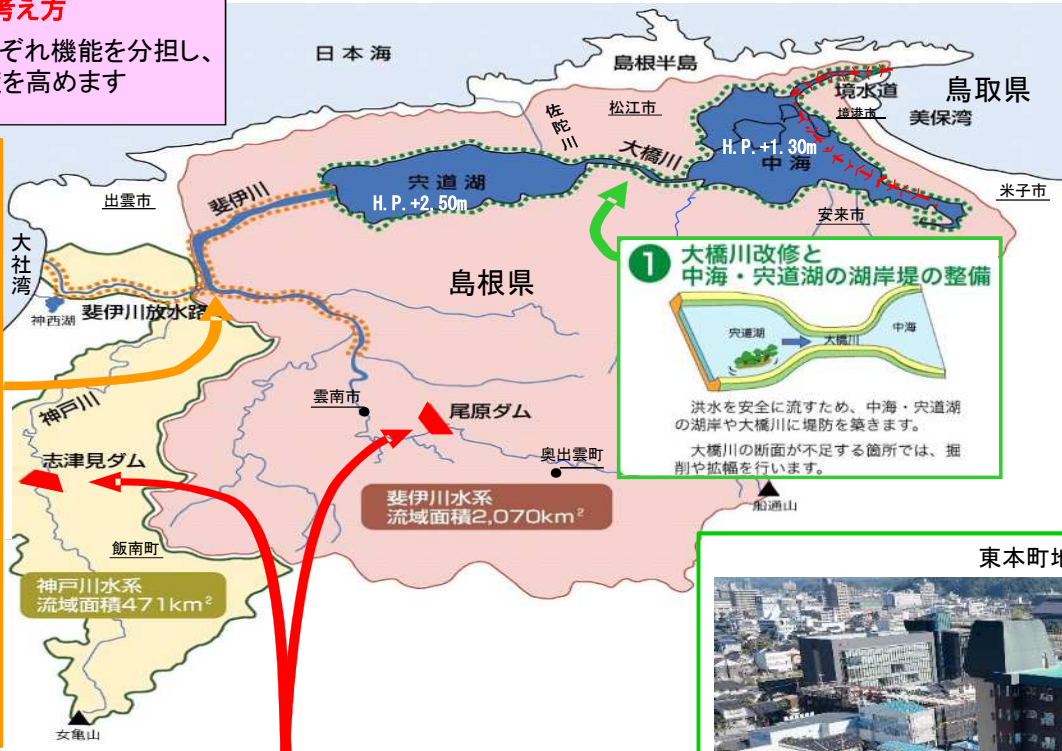 考え方
ぞれ機能を分担し、
を高めます
日本海
島根半島
境水道
鳥取県
境港市
美保湾
松江市
佐陀川
大橋川
H.P.+1.30m
中海
米子市
安来市
宍道湖
H.P.+2.50m
斐伊川
出雲市
大社湾
神西湖
斐伊川放水路
島根県
① 大橋川改修と
中海・宍道湖の湖岸堤の整備
宍道湖
大橋川
中海
洪水を安全に流すため、中海・宍道湖
の湖岸や大橋川に堤防を築きます。
大橋川の断面が不足する箇所では、掘
削や拡幅を行います。
神戸川
雲南市
尾原ダム
奥出雲町
志津見ダム
斐伊川水系
流域面積2,070km²
船通山
飯南町
神戸川水系
流域面積471km²
女亀山
東本町地